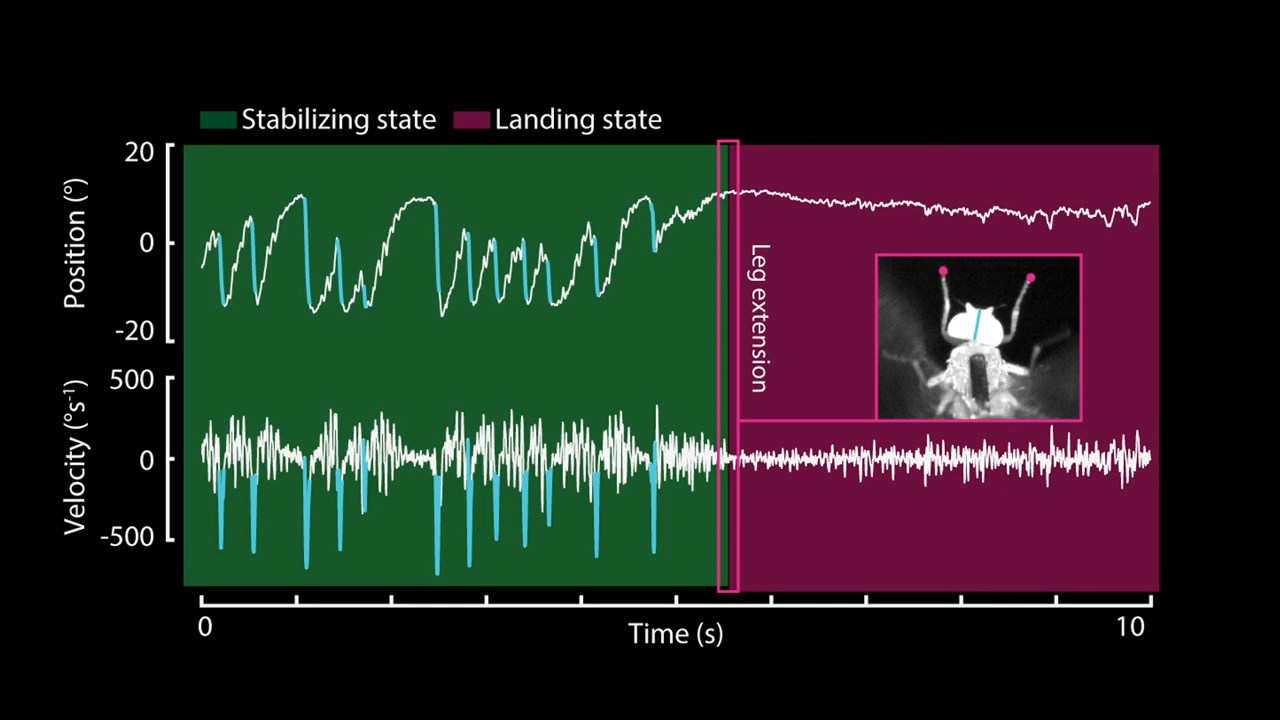 Stabilizing state
Landing state
20
0
-20
Position (°)
500
0
-500
Velocity (°s⁻¹)
Leg extension
0
10
Time (s)